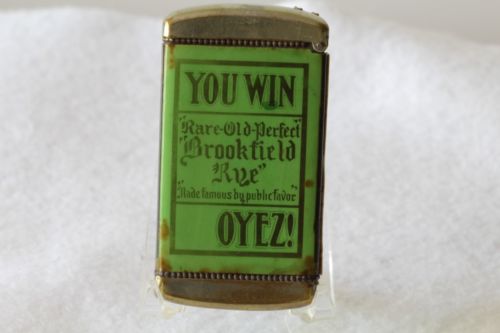 YOU WIN
"Rare-Old-Perfect"
"Brookfield
Rye"
"Made famous by public favor"
OYEZ!